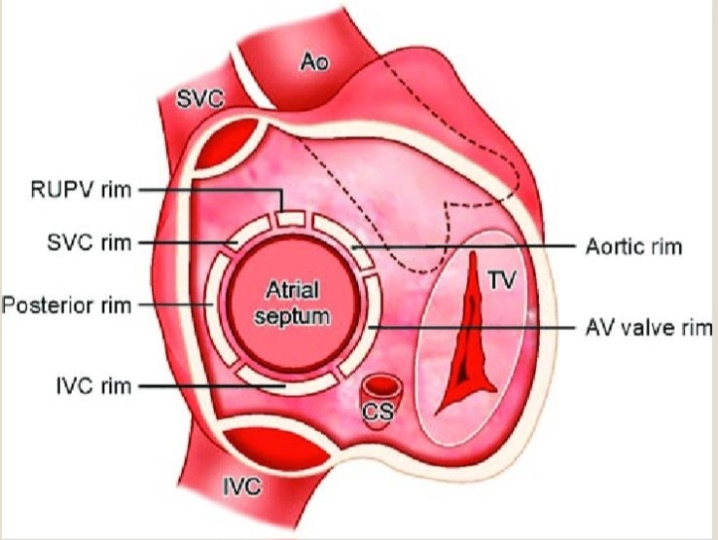 Ao
SVC
RUPV rim
SVC rim
Aortic rim
TV
Atrial
septum
Posterior rim
AV valve rim
IVC rim
CS
IVC